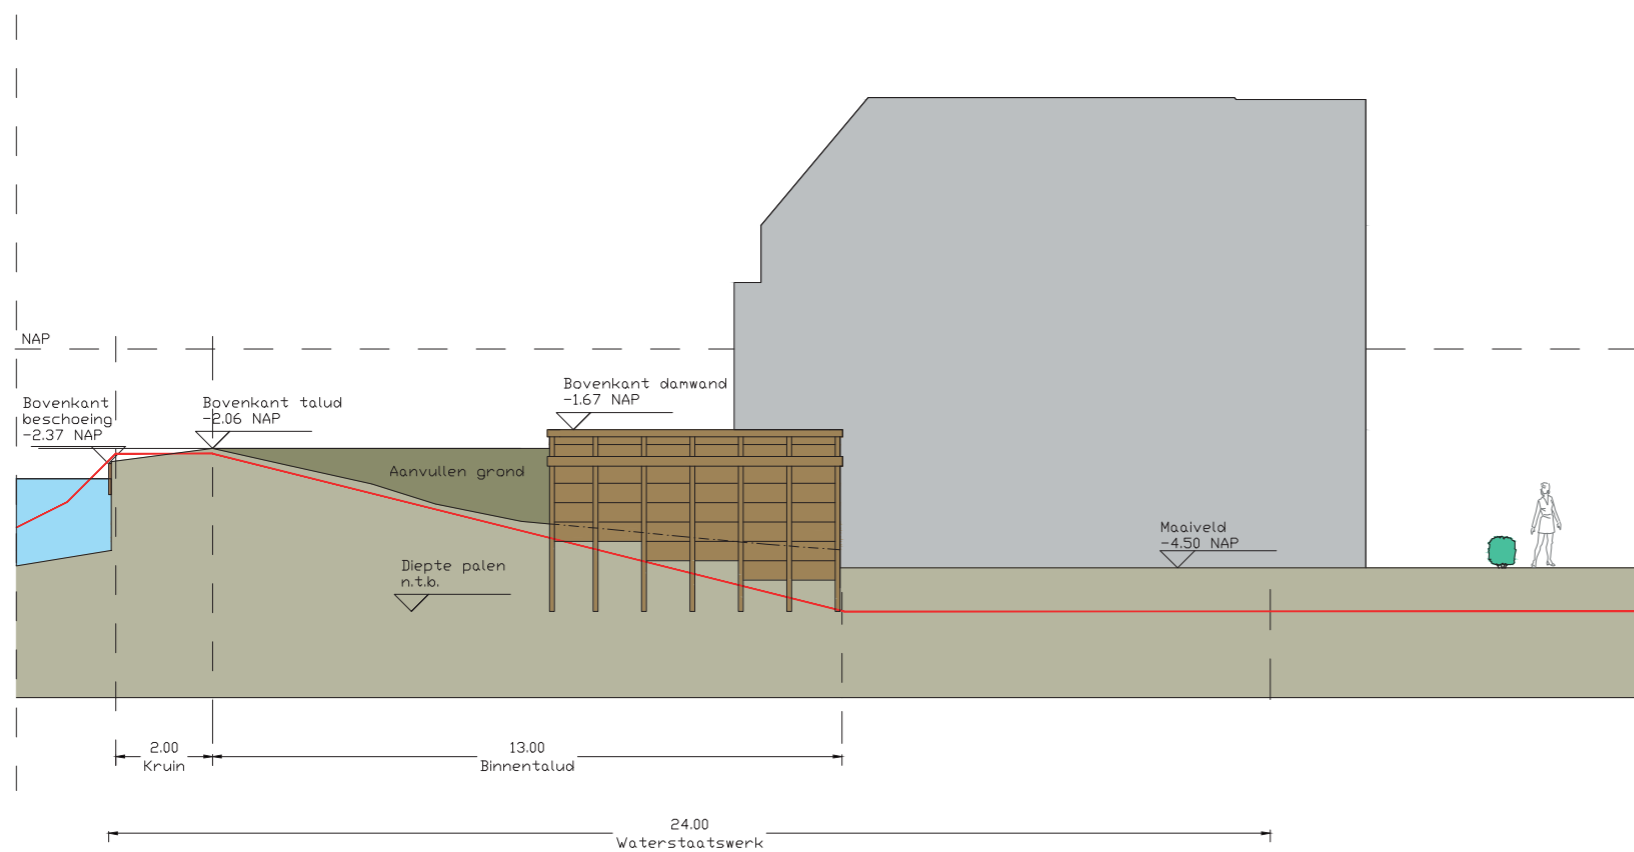 NAP
Bovenkant damwand
-1.67 NAP
Bovenkant
beschoeing
-2.37 NAP
Bovenkant talud
-2.06 NAP
Aanvullen grond
Maaiveld
-4.50 NAP
Diepte palen
n.t.b.
2.00
Kruin
13.00
Binnentalud
24.00
Waterstaatswerk